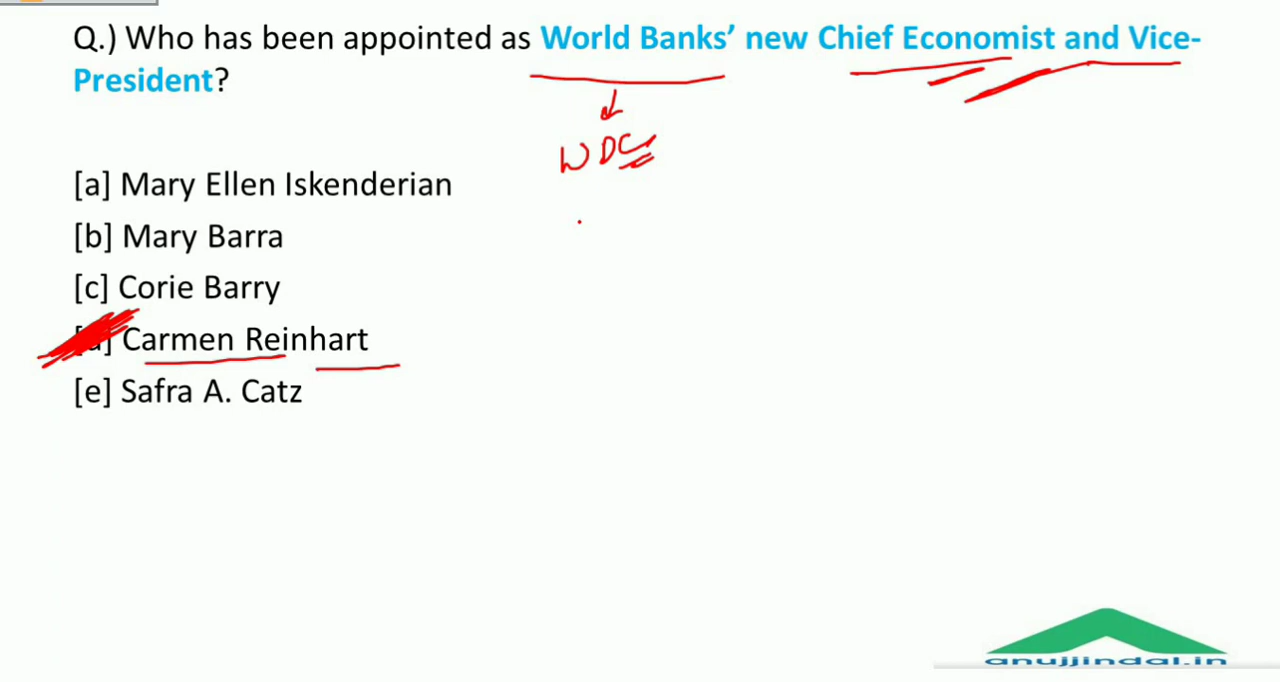 Q.) Who has been appointed as World Banks’ new Chief Economist and Vice-
President?
WDC
[a] Mary Ellen Iskenderian
[b] Mary Barra
[c] Corie Barry
Carmen Reinhart
[e] Safra A. Catz
anujjindal.in